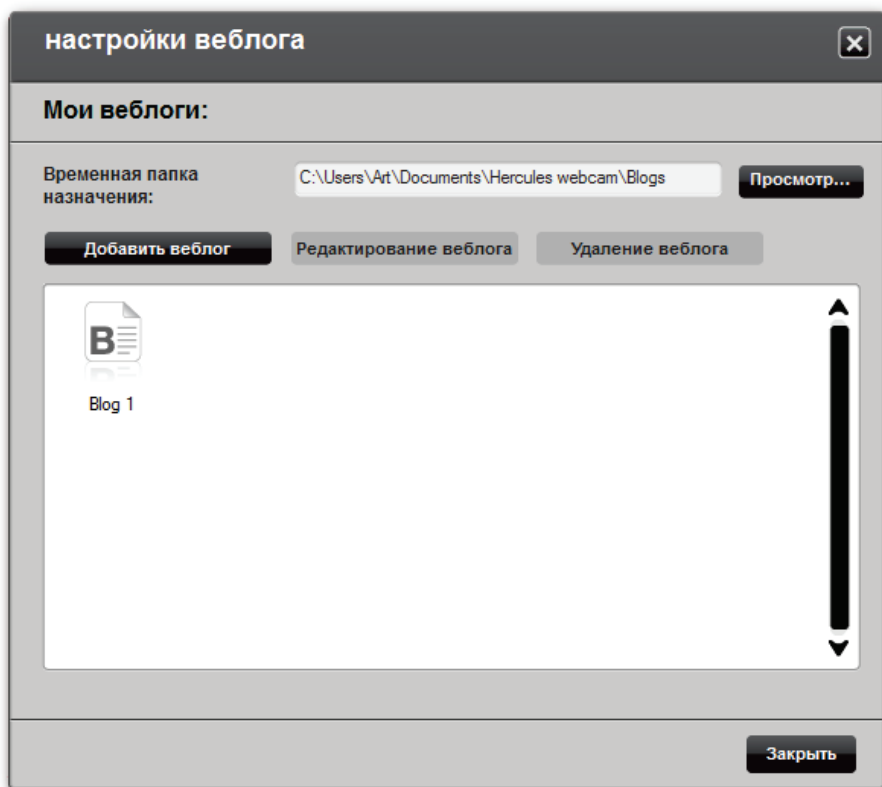 настройки веблога
Мои веблоги:
Временная папка
назначения:
C:\Users\Art\Documents\Hercules webcam\Blogs
Просмотр...
Добавить веблог
Редактирование веблога
Удаление веблога
B
Blog 1
Закрыть